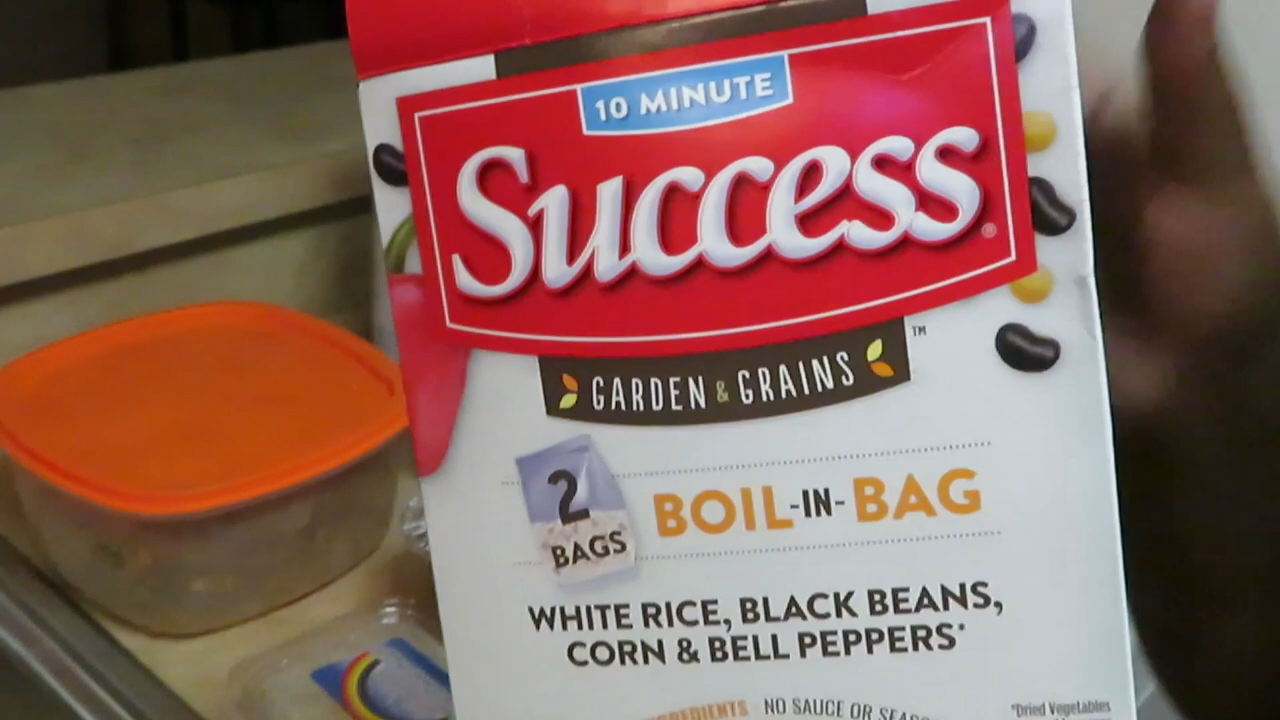 10 MINUTE
Success®
GARDEN & GRAINS™
2
BAGS
BOIL-IN-BAG
WHITE RICE, BLACK BEANS,
CORN & BELL PEPPERS*
NO SAUCE OR
*Dried Vegetables